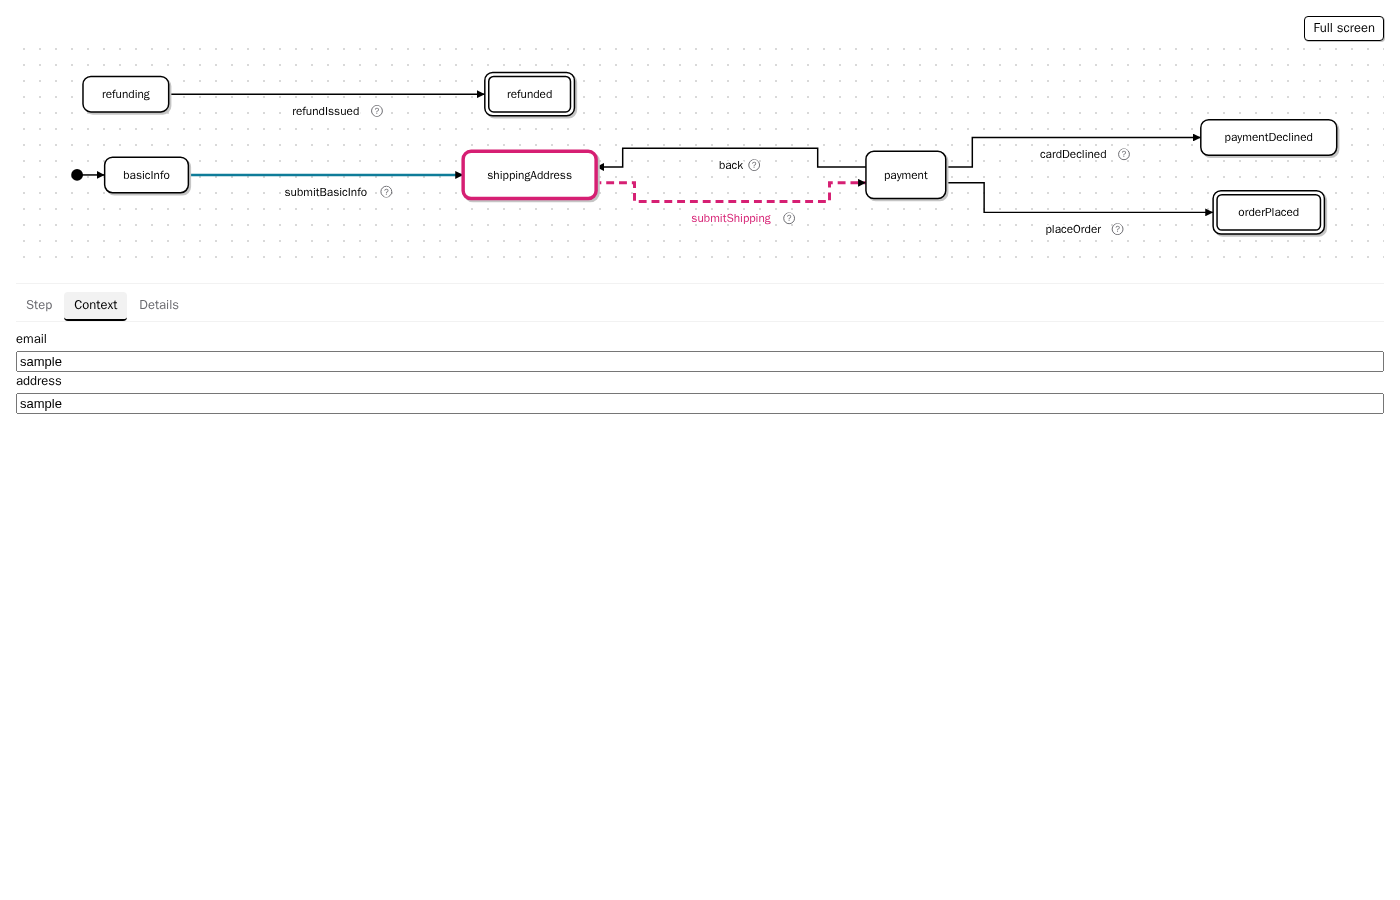 Full screen
refunding
refundIssued ?
refunded
basicInfo
submitBasicInfo ?
shippingAddress
back ?
submitShipping ?
payment
cardDeclined ?
paymentDeclined
placeOrder ?
orderPlaced
Step Context Details
email
sample
address
sample